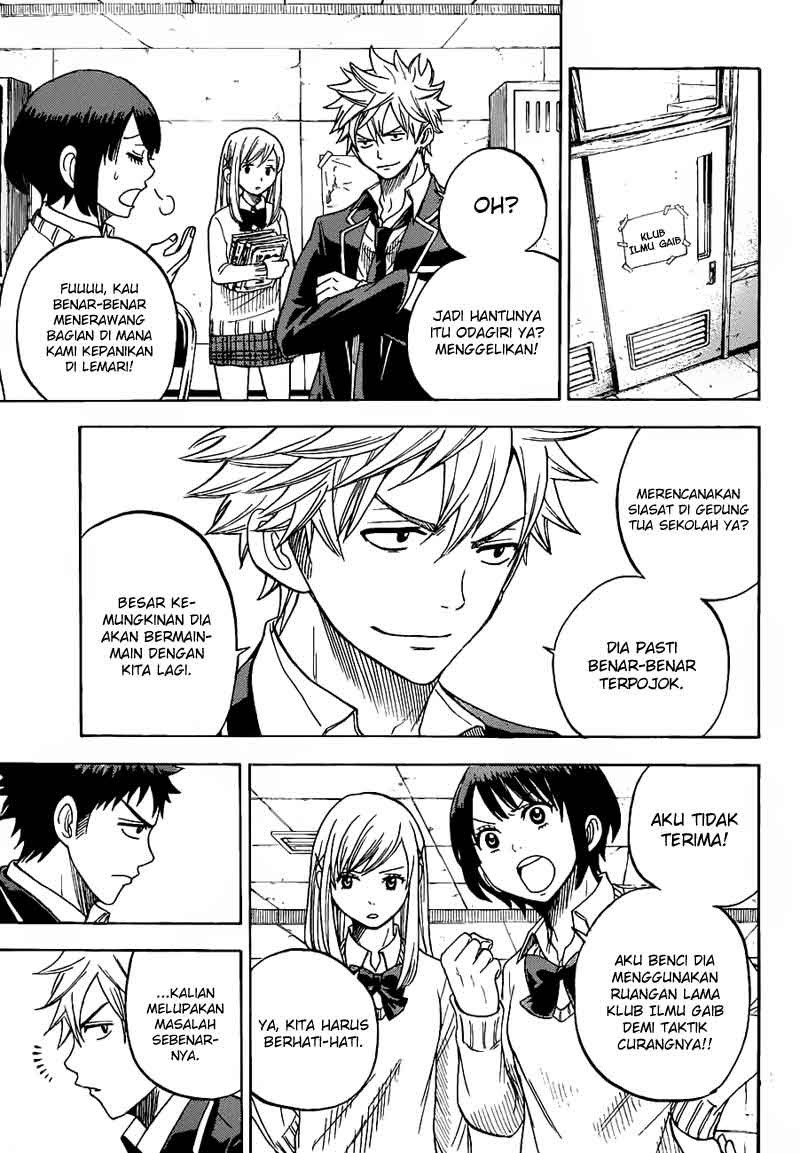 KLUB
ILMU GAIB
OH?
JADI HANTUNYA
ITU ODAGIRI YA?
MENGGELIKAN!
FUUUU, KAU
BENAR-BENAR
MENERAWANG
BAGIAN DI MANA
KAMI KEPANIKAN
DI LEMARI!
MERENCANAKAN
SIASAT DI GEDUNG
TUA SEKOLAH YA?
DIA PASTI
BENAR-BENAR
TERPOJOK.
BESAR KE-
MUNGKINAN DIA
AKAN BERMAIN-
MAIN DENGAN
KITA LAGI.
AKU TIDAK
TERIMA!
AKU BENCI DIA
MENGGUNAKAN
RUANGAN LAMA
KLUB ILMU GAIB
DEMI TAKTIK
CURANGNYA!!
YA, KITA HARUS
BERHATI-HATI.
...KALIAN
MELUPAKAN
MASALAH
SEBENAR-
NYA.